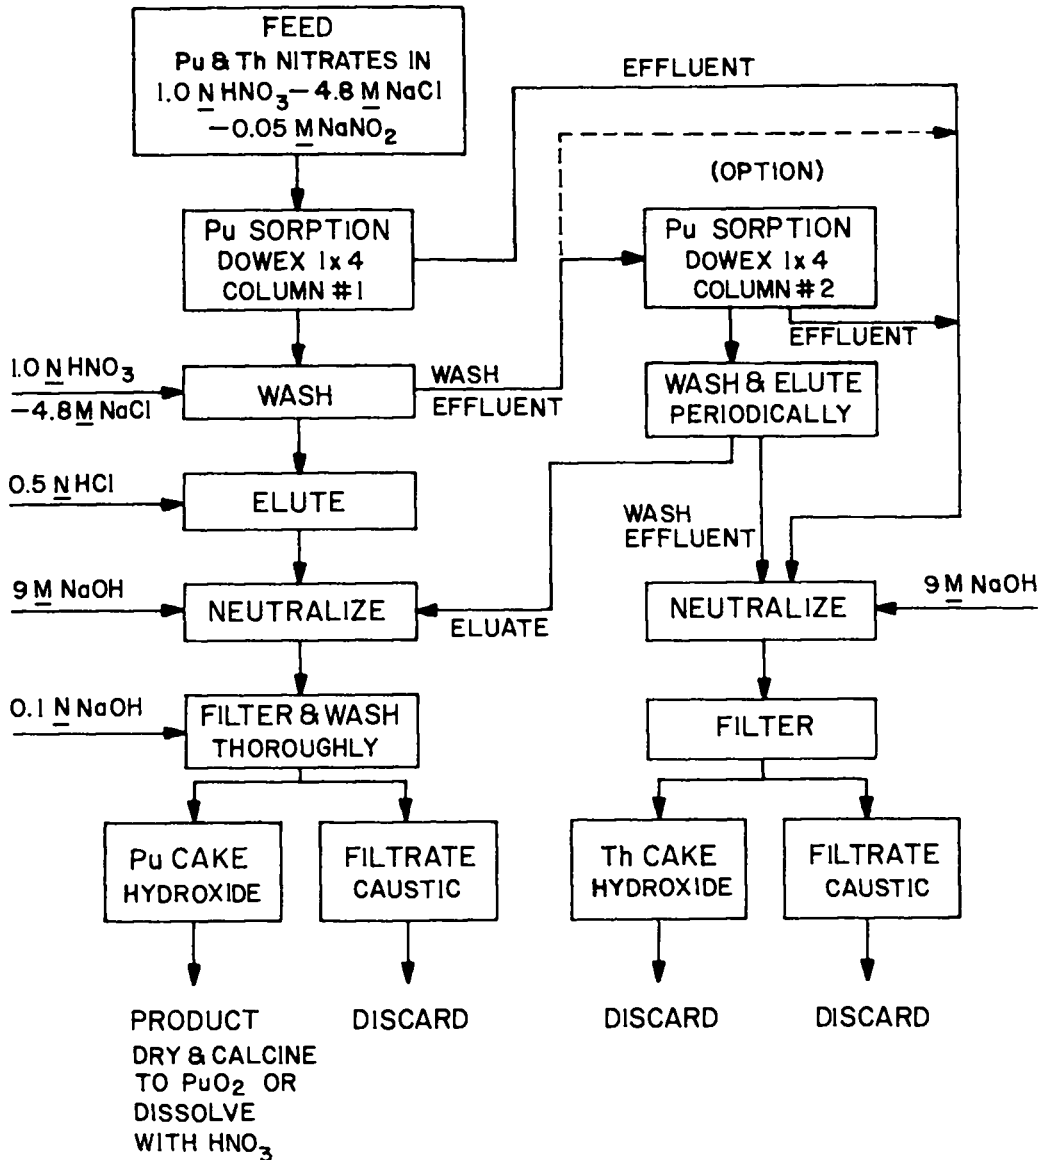 FEED
Pu & Th NITRATES IN
1.0 N HNO3 – 4.8 M NaCl
– 0.05 M NaNO2
EFFLUENT
(OPTION)
Pu SORPTION
DOWEX 1 x 4
COLUMN #1
Pu SORPTION
DOWEX 1 x 4
COLUMN #2
EFFLUENT
1.0 N HNO3
– 4.8 M NaCl
WASH
WASH
EFFLUENT
WASH & ELUTE
PERIODICALLY
0.5 N HCl
ELUTE
WASH
EFFLUENT
9 M NaOH
NEUTRALIZE
ELUATE
NEUTRALIZE
9 M NaOH
0.1 N NaOH
FILTER & WASH
THOROUGHLY
FILTER
Pu CAKE
HYDROXIDE
FILTRATE
CAUSTIC
Th CAKE
HYDROXIDE
FILTRATE
CAUSTIC
PRODUCT
DRY & CALCINE
TO PuO2 OR
DISSOLVE
WITH HNO3
DISCARD
DISCARD
DISCARD